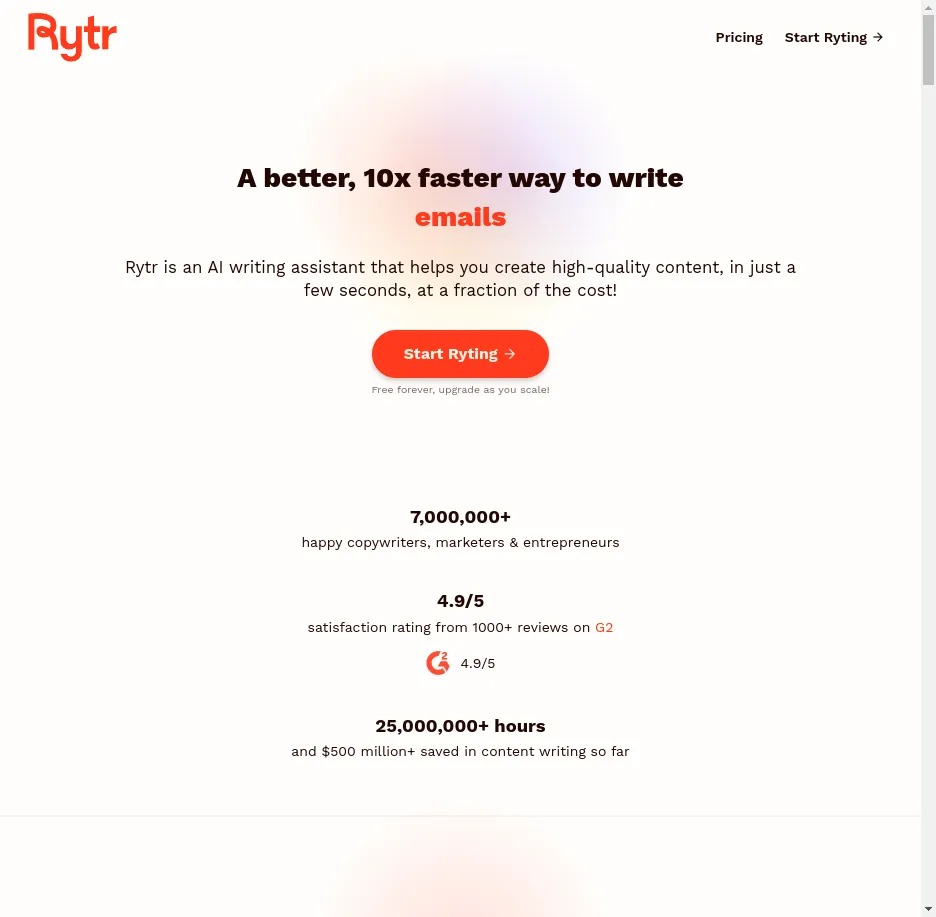 Rytr
Pricing
Start Ryting →
A better, 10x faster way to write
emails
Rytr is an AI writing assistant that helps you create high-quality content, in just a
few seconds, at a fraction of the cost!
Start Ryting →
Free forever, upgrade as you scale!
7,000,000+
happy copywriters, marketers & entrepreneurs
4.9/5
satisfaction rating from 1000+ reviews on G2
G2 4.9/5
25,000,000+ hours
and $500 million+ saved in content writing so far